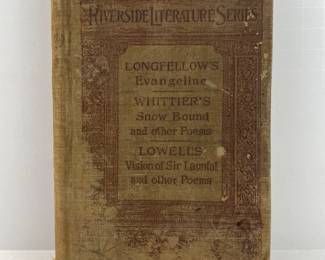 RIVERSIDE LITERATURE SERIES
LONGFELLOW'S
Evangeline
WHITTIER'S
Snow Bound
and other Poems
LOWELL'S
Vision of Sir Launfal
and other Poems